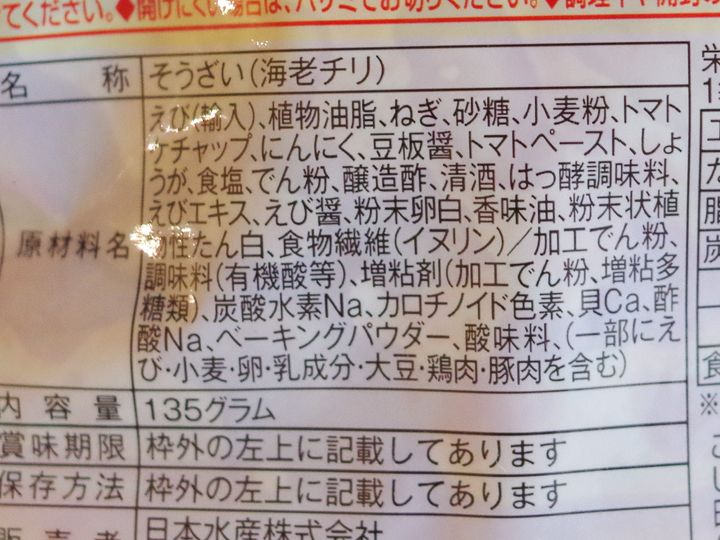 てください。◆開けにくい場合は、ハサミでお切りください。◆調理
名 称 そうざい(海老チリ)
えび(輸入)、植物油脂、ねぎ、砂糖、小麦粉、トマト
ケチャップ、にんにく、豆板醤、トマトペースト、しょ
うが、食塩、でん粉、醸造酢、清酒、はっ酵調味料、
えびエキス、えび醤、粉末卵白、香味油、粉末状植
原材料名 物性たん白、食物繊維(イヌリン)/加工でん粉、
調味料(有機酸等)、増粘剤(加工でん粉、増粘多
糖類)、炭酸水素Na、カロチノイド色素、貝Ca、酢
酸Na、ベーキングパウダー、酸味料、(一部にえ
び・小麦・卵・乳成分・大豆・鶏肉・豚肉を含む)
内容量 135グラム
賞味期限 枠外の左上に記載してあります
保存方法 枠外の左上に記載してあります
販売者 日本水産株式会社
栄
1
炭
食
※